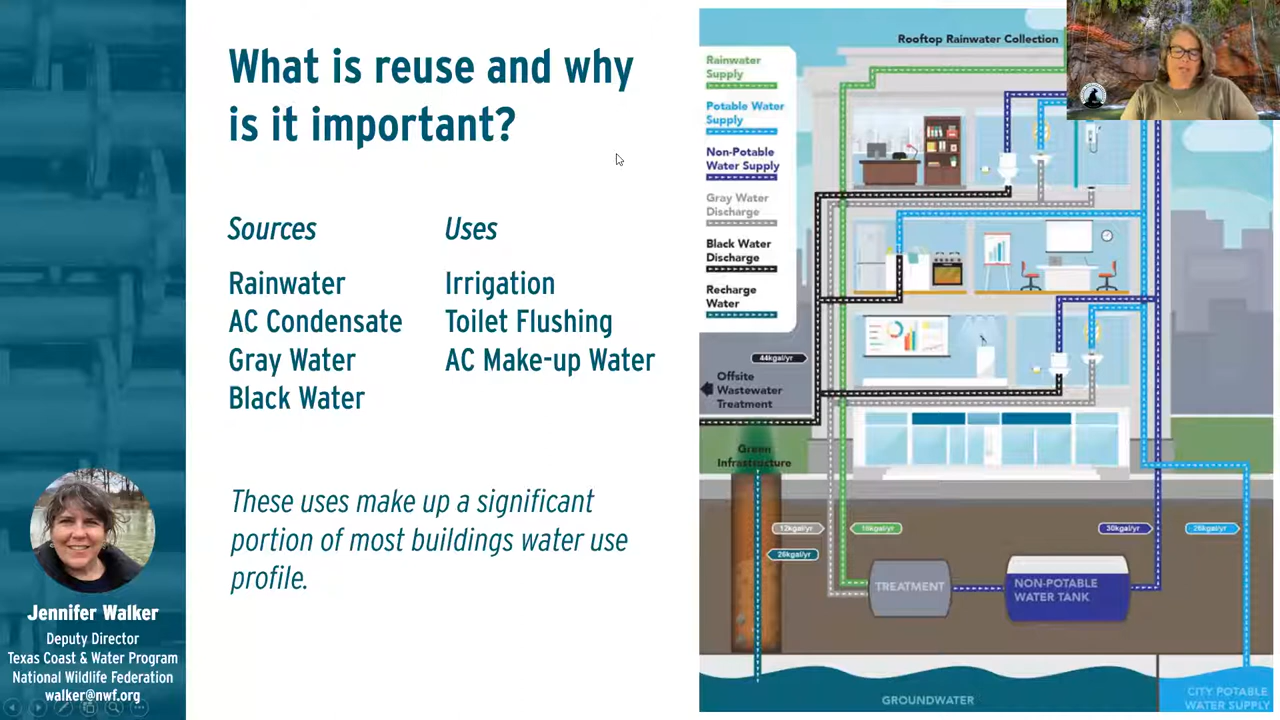 What is reuse and why
is it important?
Sources
Uses
Rainwater
Irrigation
AC Condensate
Toilet Flushing
Gray Water
AC Make-up Water
Black Water
These uses make up a significant
portion of most buildings water use
profile.
Jennifer Walker
Deputy Director
Texas Coast & Water Program
National Wildlife Federation
walker@nwf.org
Rooftop Rainwater Collection
Rainwater
Supply
Potable Water
Supply
Non-Potable
Water Supply
Gray Water
Discharge
Black Water
Discharge
Recharge
Water
44kgal/yr
Offsite
Wastewater
Treatment
Green
Infrastructure
12kgal/yr
26kgal/yr
30kgal/yr
TREATMENT
NON-POTABLE
WATER TANK
GROUNDWATER
CITY POTABLE
WATER SUPPLY